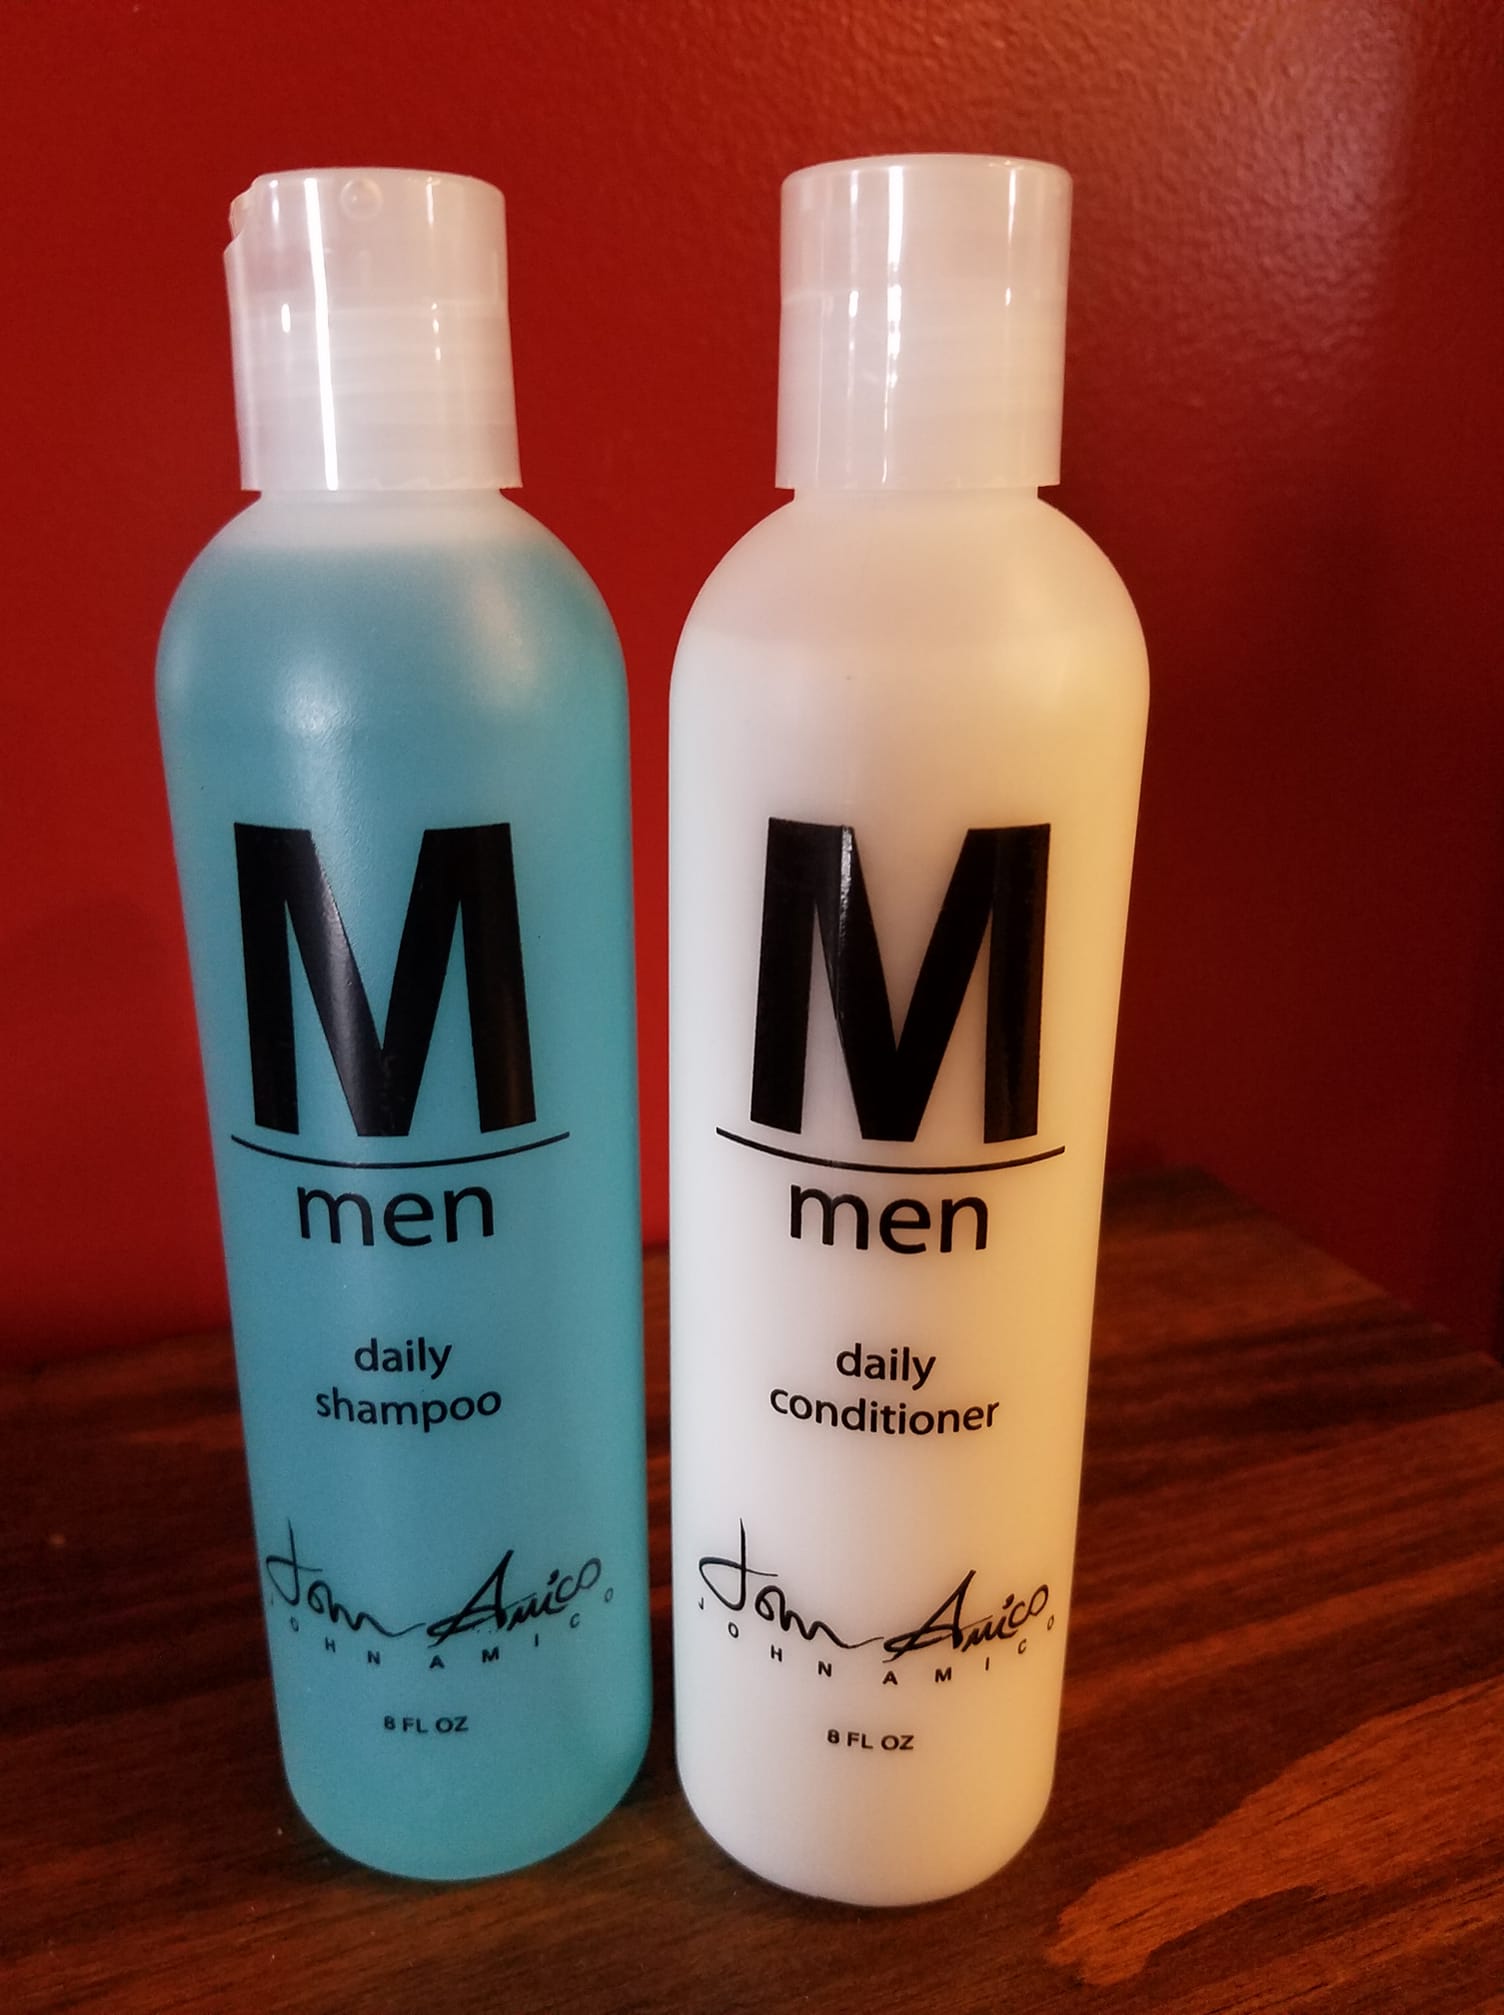 M
men
daily
shampoo
John Amico
JOHN AMICO
8 FL OZ
M
men
daily
conditioner
John Amico
JOHN AMICO
8 FL OZ